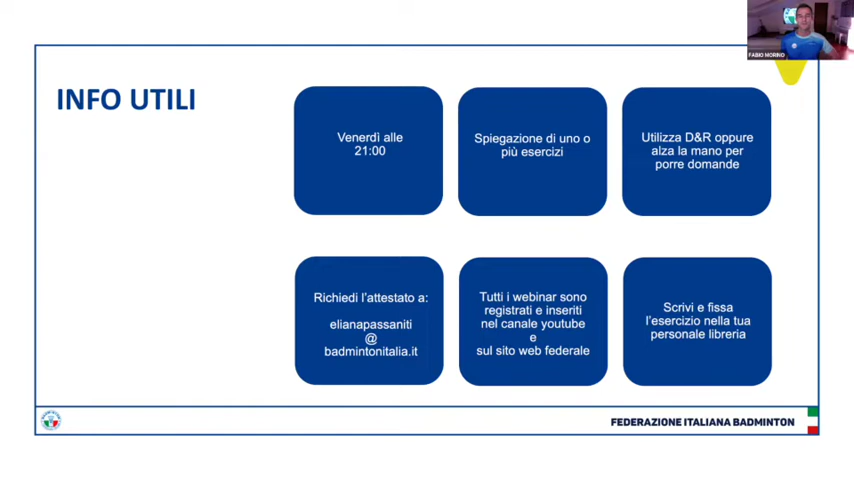 FABIO MORINO
INFO UTILI
Venerdì alle
21:00
Spiegazione di uno o
più esercizi
Utilizza D&R oppure
alza la mano per
porre domande
Richiedi l'attestato a:
elianapassaniti
@
badmintonitalia.it
Tutti i webinar sono
registrati e inseriti
nel canale youtube
e
sul sito web federale
Scrivi e fissa
l'esercizio nella tua
personale libreria
FEDERAZIONE ITALIANA BADMINTON